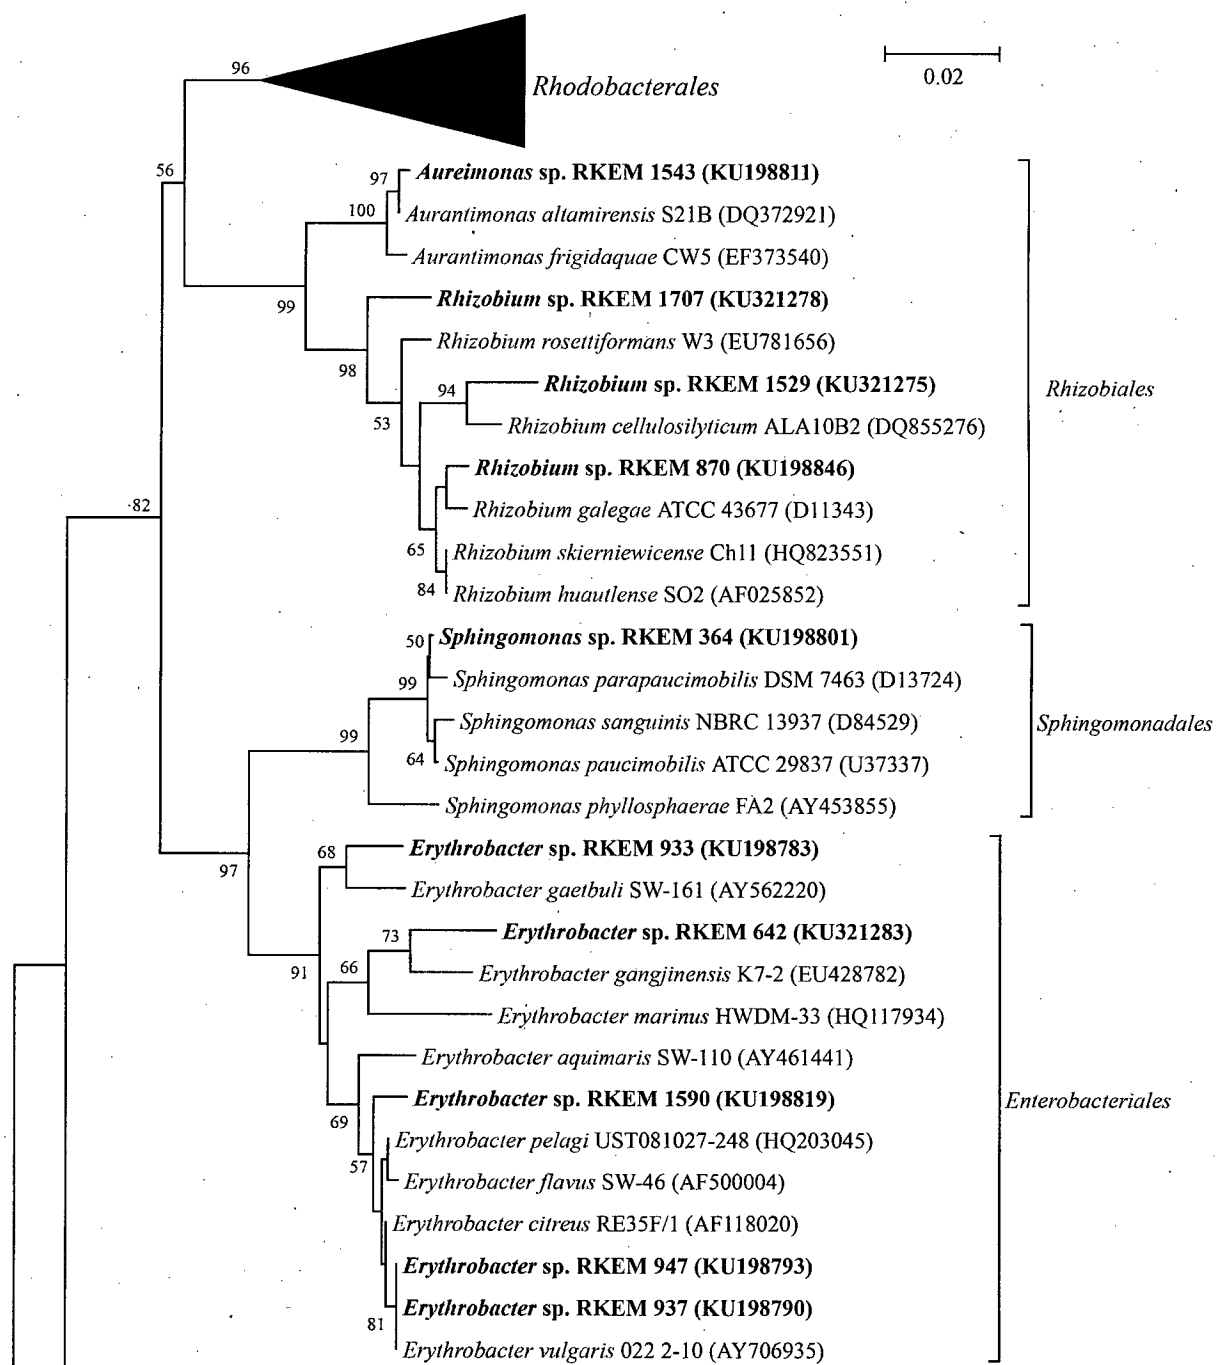 96
Rhodobacterales
0.02
56
97
Aureimonas sp. RKEM 1543 (KU198811)
100
Aurantimonas altamirensis S21B (DQ372921)
Aurantimonas frigidaquae CW5 (EF373540)
99
Rhizobium sp. RKEM 1707 (KU321278)
Rhizobium rosettiformans W3 (EU781656)
98
94
Rhizobium sp. RKEM 1529 (KU321275)
Rhizobiales
53
Rhizobium cellulosilyticum ALA10B2 (DQ855276)
Rhizobium sp. RKEM 870 (KU198846)
82
Rhizobium galegae ATCC 43677 (D11343)
65
Rhizobium skierniewicense Ch11 (HQ823551)
84
Rhizobium huautlense SO2 (AF025852)
50
Sphingomonas sp. RKEM 364 (KU198801)
99
Sphingomonas parapaucimobilis DSM 7463 (D13724)
Sphingomonas sanguinis NBRC 13937 (D84529)
Sphingomonadales
99
64
Sphingomonas paucimobilis ATCC 29837 (U37337)
Sphingomonas phyllosphaerae FA2 (AY453855)
68
Erythrobacter sp. RKEM 933 (KU198783)
97
Erythrobacter gaetbuli SW-161 (AY562220)
73
Erythrobacter sp. RKEM 642 (KU321283)
91
66
Erythrobacter gangjinensis K7-2 (EU428782)
Erythrobacter marinus HWDM-33 (HQ117934)
Erythrobacter aquimaris SW-110 (AY461441)
Erythrobacter sp. RKEM 1590 (KU198819)
Enterobacteriales
69
Erythrobacter pelagi UST081027-248 (HQ203045)
57
Erythrobacter flavus SW-46 (AF500004)
Erythrobacter citreus RE35F/1 (AF118020)
Erythrobacter sp. RKEM 947 (KU198793)
Erythrobacter sp. RKEM 937 (KU198790)
81
Erythrobacter vulgaris 022 2-10 (AY706935)